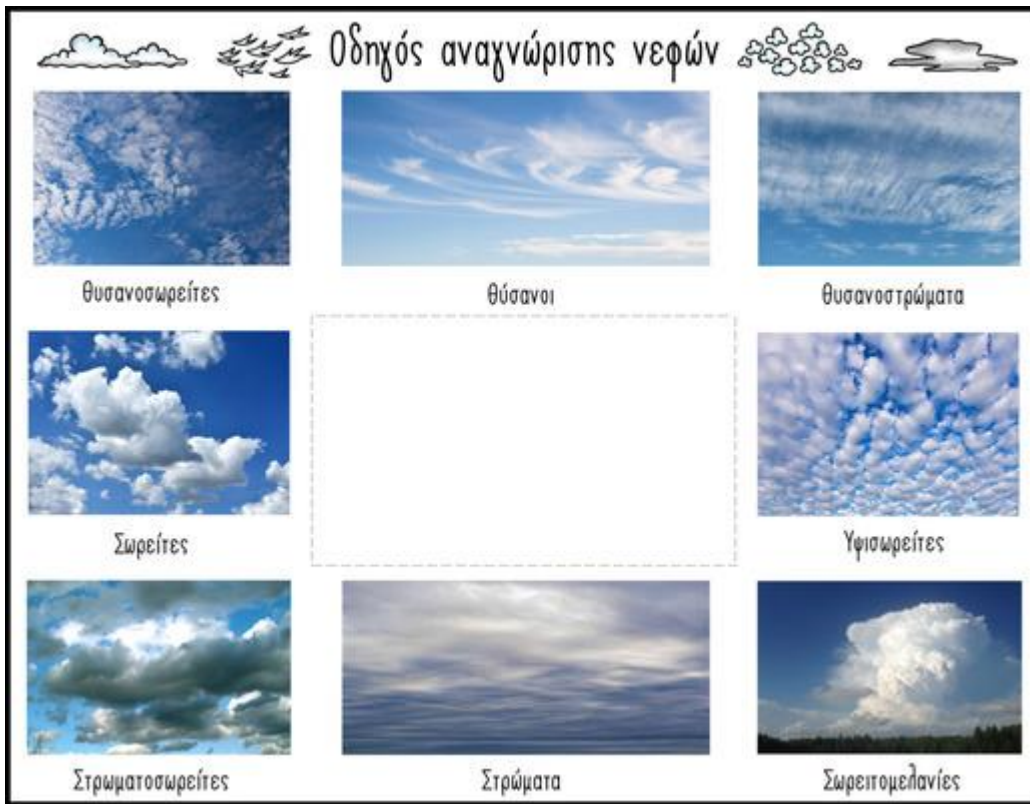 Οδηγός αναγνώρισης νεφών
θυσανοσωρείτες
θύσανοι
θυσανοστρώματα
Σωρείτες
Υψισωρείτες
Στρωματοσωρείτες
Στρώματα
Σωρειτομελανίες